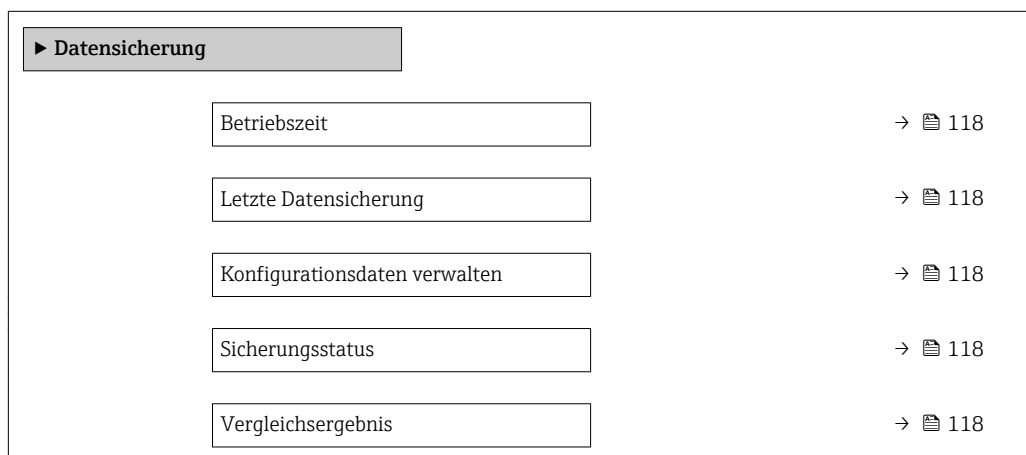 ▶ Datensicherung
Betriebszeit → 118
Letzte Datensicherung → 118
Konfigurationsdaten verwalten → 118
Sicherungsstatus → 118
Vergleichsergebnis → 118